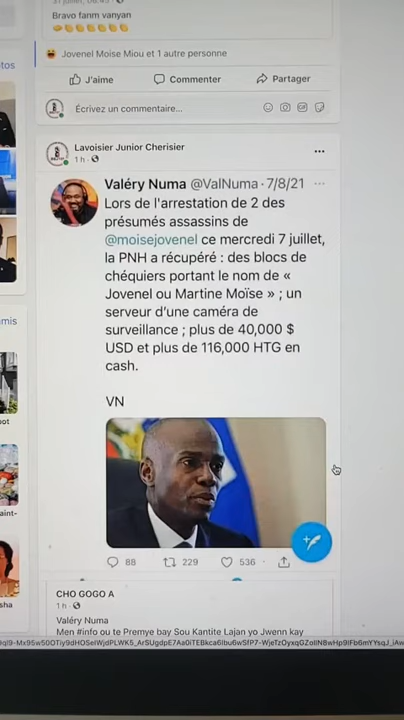 Bravo fanm vanyan
Jovenel Moise Miou et 1 autre personne
J'aime
Commenter
Partager
Écrivez un commentaire...
Lavoisier Junior Cherisier
1 h
Valéry Numa @ValNuma · 7/8/21
Lors de l'arrestation de 2 des
présumés assassins de
@moisejovenel ce mercredi 7 juillet,
la PNH a récupéré : des blocs de
chéquiers portant le nom de «
Jovenel ou Martine Moïse » ; un
serveur d'une caméra de
surveillance ; plus de 40,000 $
USD et plus de 116,000 HTG en
cash.
VN
88
229
536
CHO GOGO A
1 h
Valéry Numa
Men #info ou te Premye bay Sou Kantite Lajan yo Jwenn kay